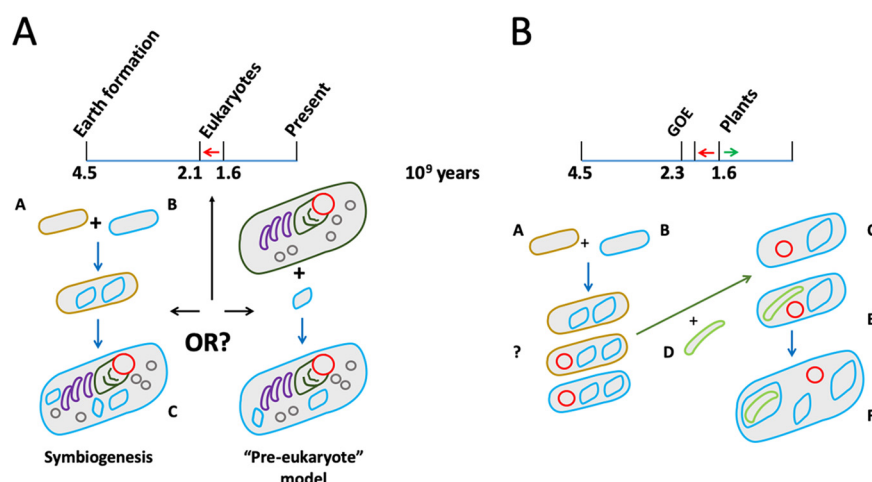 A
Earth formation
Eukaryotes
Present
4.5
2.1
1.6
10⁹ years
A
+
B
+
OR?
C
Symbiogenesis
“Pre-eukaryote”
model
B
GOE
Plants
4.5
2.3
1.6
A
+
B
C
?
D
+
E
F